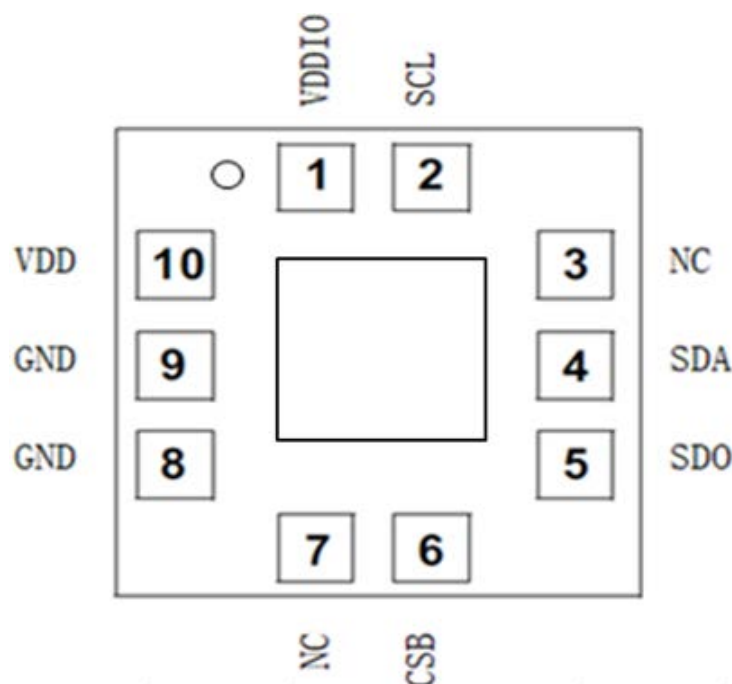 VDDIO SCL
1 2
VDD 10 3 NC
GND 9 4 SDA
GND 8 5 SDO
7 6
NC CSB